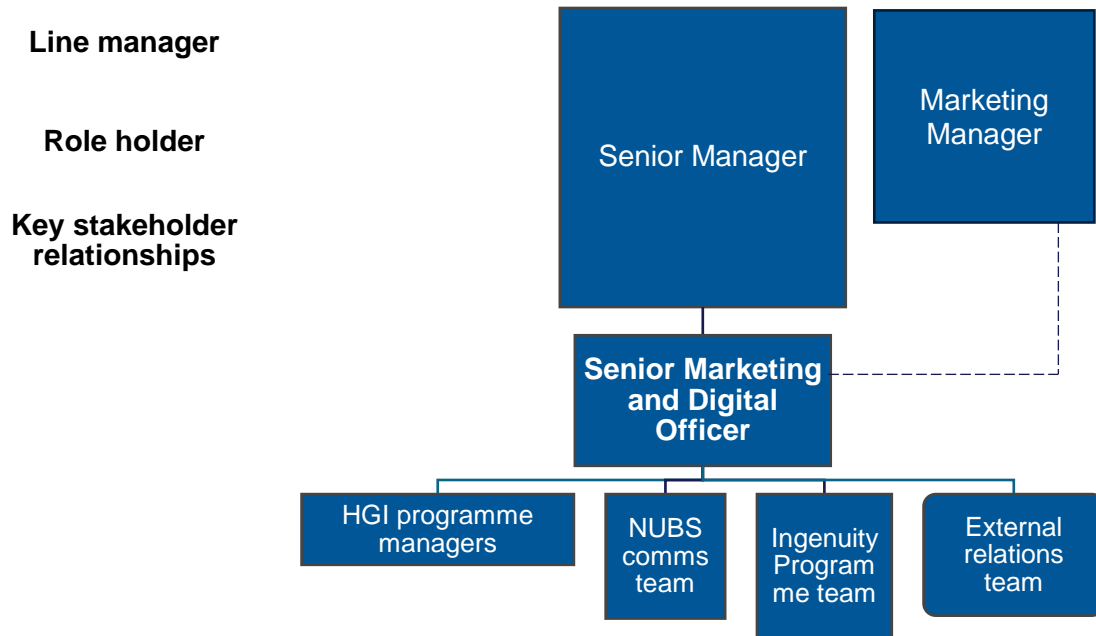 Line manager
Role holder
Key stakeholder
relationships
Senior Manager
Marketing
Manager
Senior Marketing
and Digital
Officer
HGI programme
managers
NUBS
comms
team
Ingenuity
Program
me team
External
relations
team